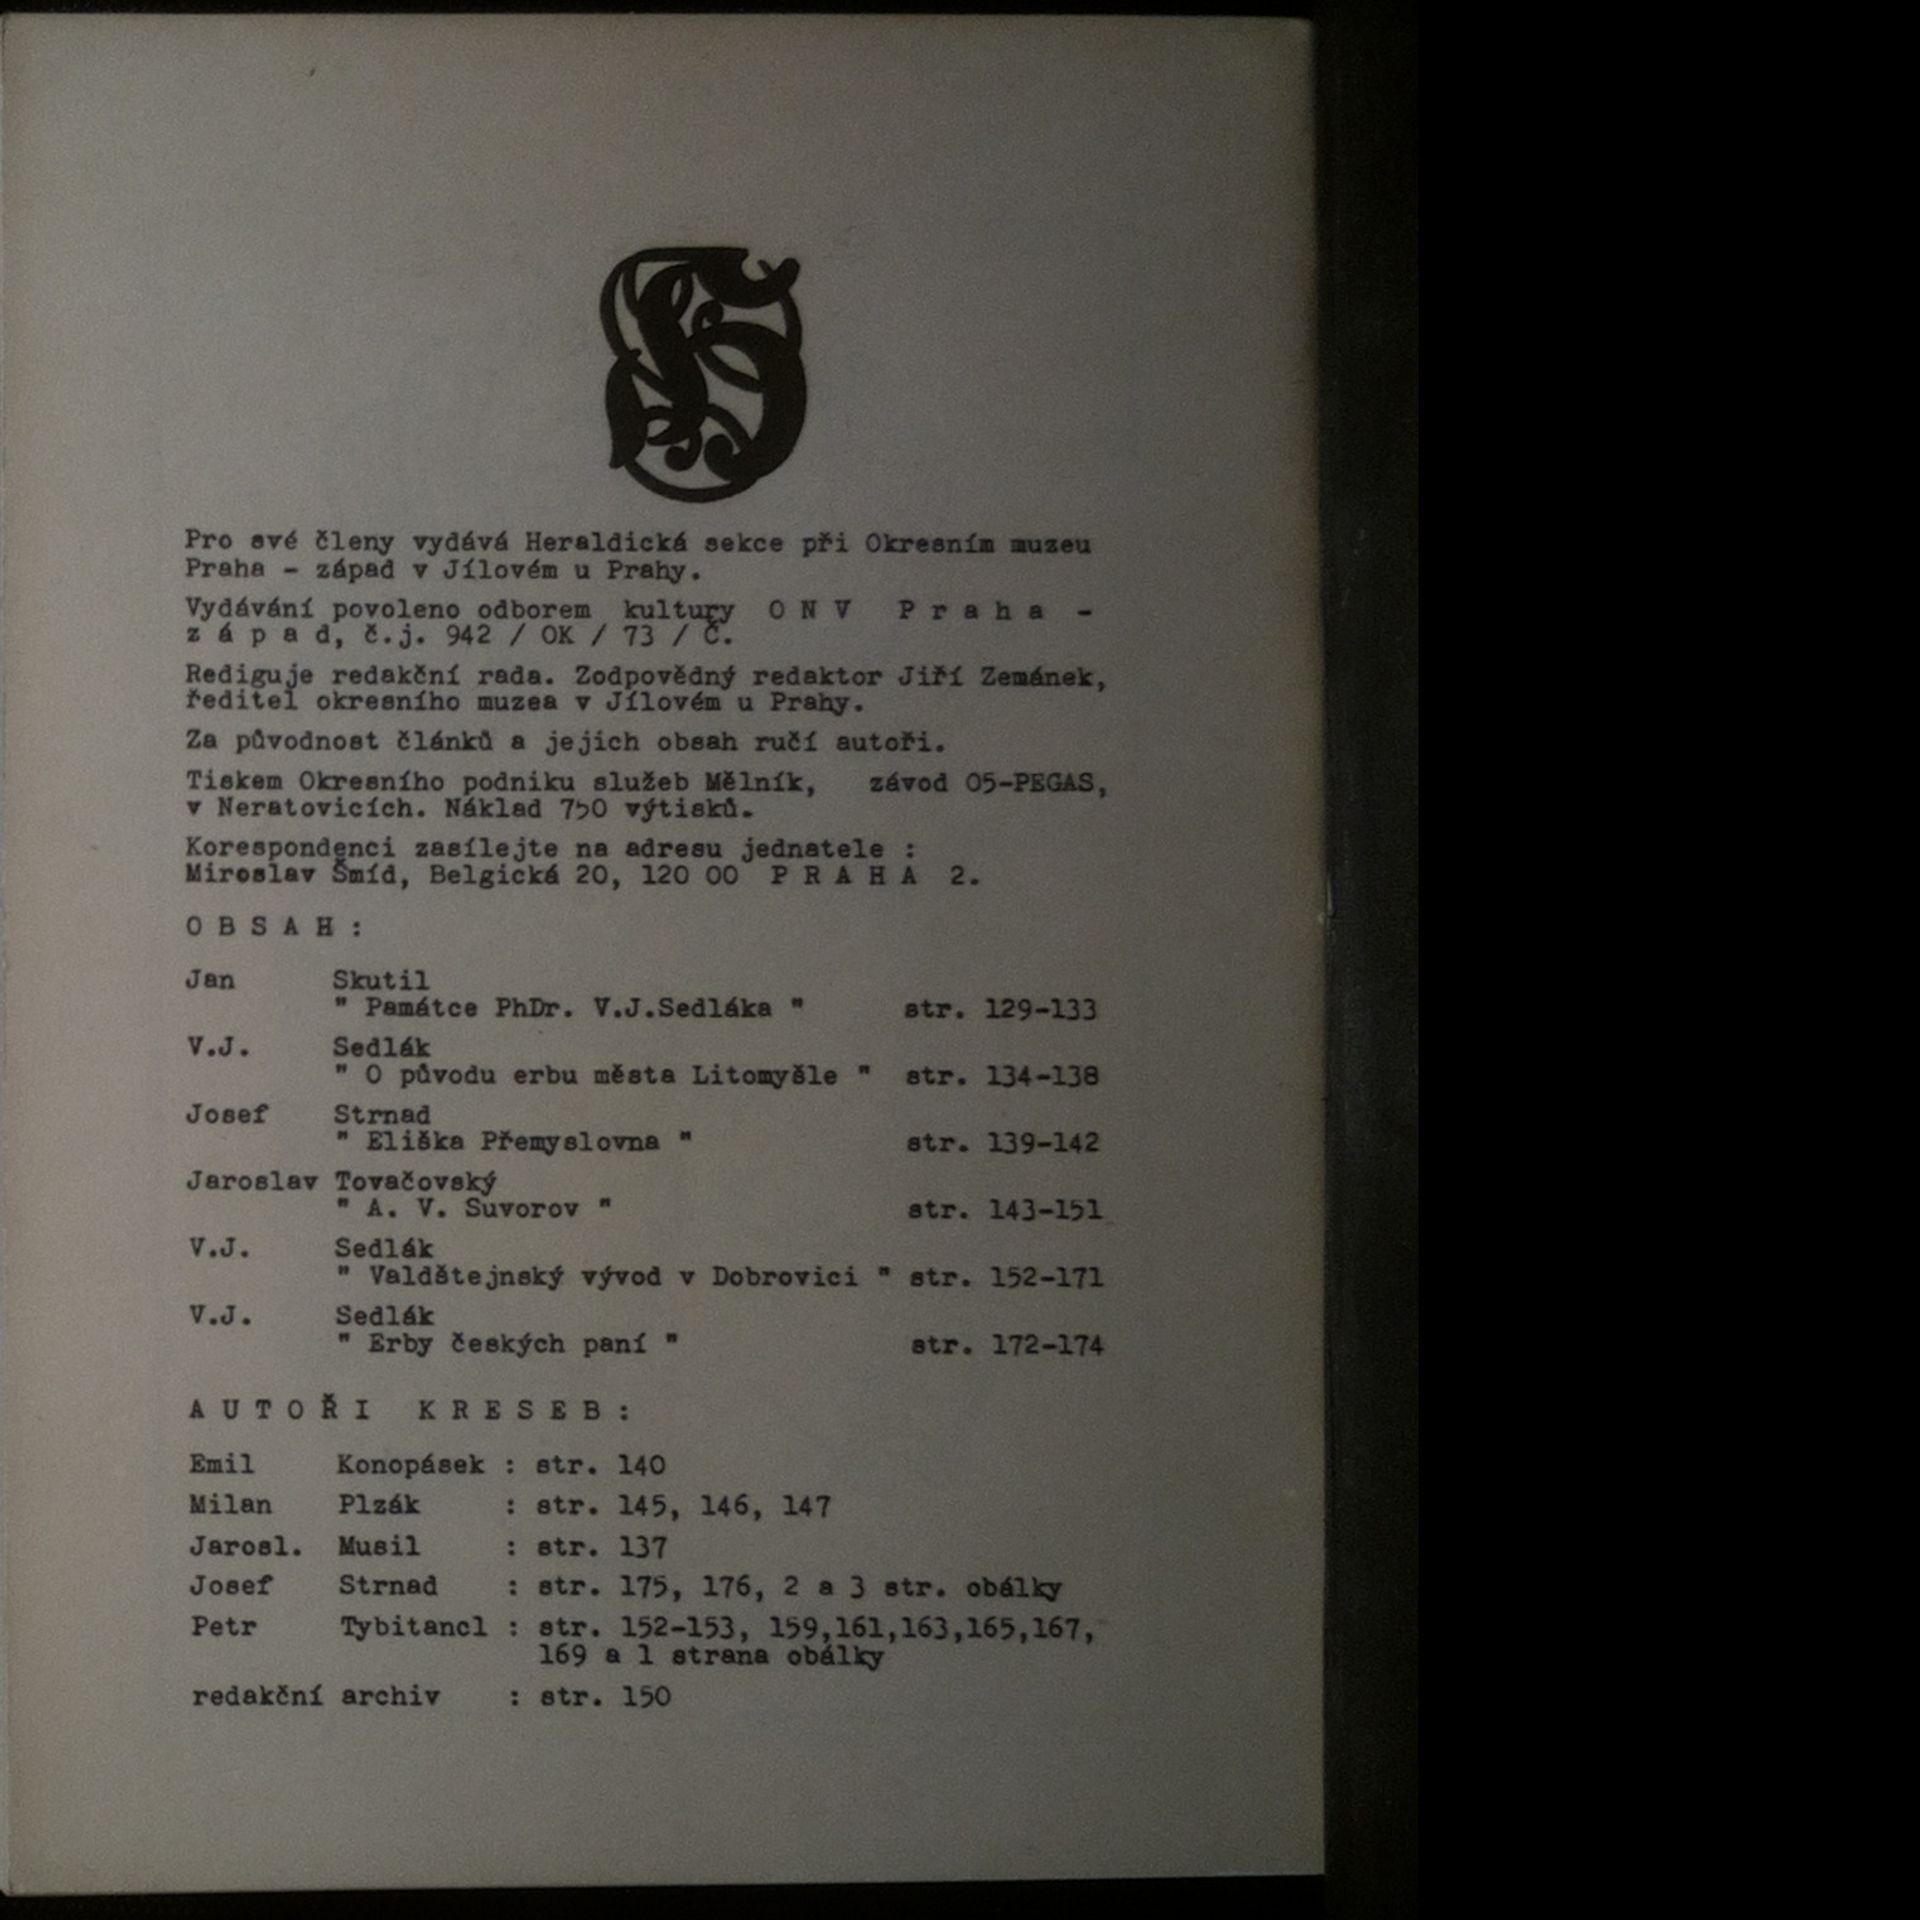 Pro své členy vydává Heraldická sekce při Okresním muzeu
Praha - západ v Jílovém u Prahy.
Vydávání povoleno odborem kultury O N V P r a h a -
z á p a d, č.j. 942 / OK / 73 / Č.
Rediguje redakční rada. Zodpovědný redaktor Jiří Zemánek,
ředitel okresního muzea v Jílovém u Prahy.
Za původnost článků a jejich obsah ručí autoři.
Tiskem Okresního podniku služeb Mělník, závod 05-PEGAS,
v Neratovicích. Náklad 750 výtisků.
Korespondenci zasílejte na adresu jednatele :
Miroslav Šmíd, Belgická 20, 120 00 P R A H A 2.
O B S A H :
Jan Skutil
" Památce PhDr. V.J.Sedláka " str. 129-133
V.J. Sedlák
" O původu erbu města Litomyšle " str. 134-138
Josef Strnad
" Eliška Přemyslovna " str. 139-142
Jaroslav Tovačovský
" A. V. Suvorov " str. 143-151
V.J. Sedlák
" Valdštejnský vývod v Dobrovici " str. 152-171
V.J. Sedlák
" Erby českých paní " str. 172-174
A U T O Ř I K R E S E B :
Emil Konopásek : str. 140
Milan Plzák : str. 145, 146, 147
Jarosl. Musil : str. 137
Josef Strnad : str. 175, 176, 2 a 3 str. obálky
Petr Tybitancl : str. 152-153, 159,161,163,165,167,
169 a 1 strana obálky
redakční archiv : str. 150